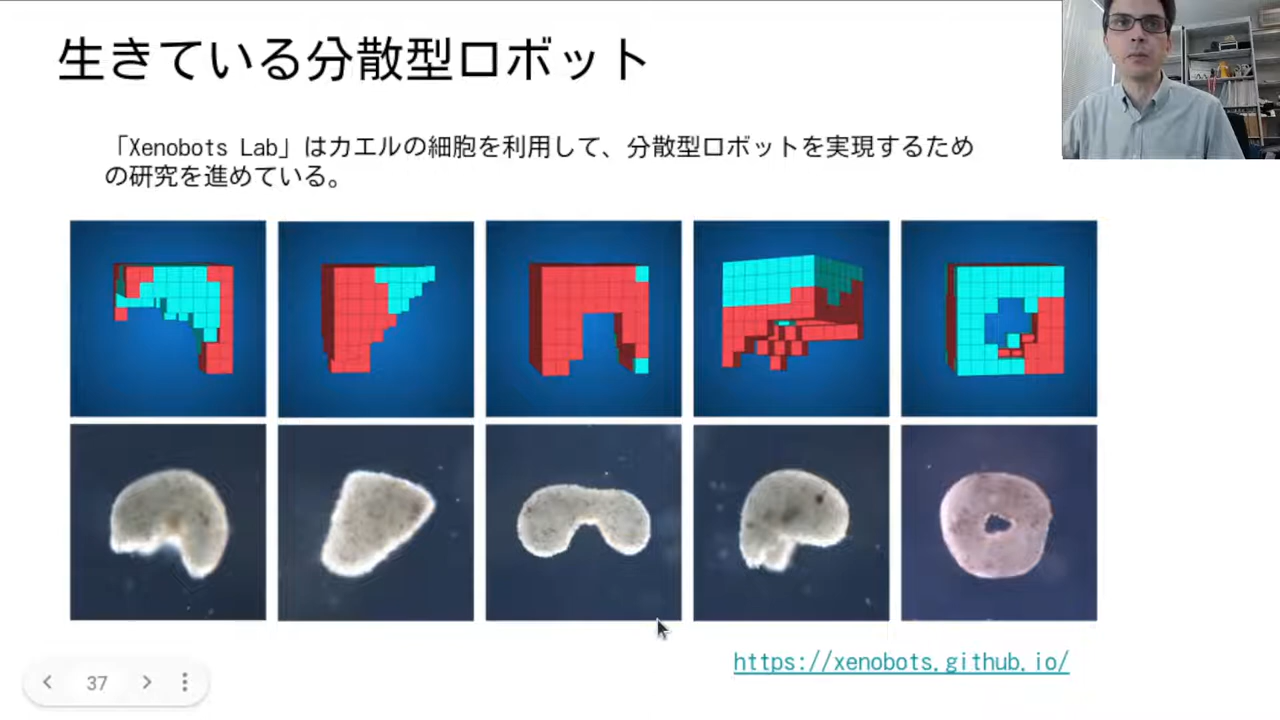 生きている分散型ロボット
「Xenobots Lab」はカエルの細胞を利用して、分散型ロボットを実現するため
の研究を進めている。
https://xenobots.github.io/
37